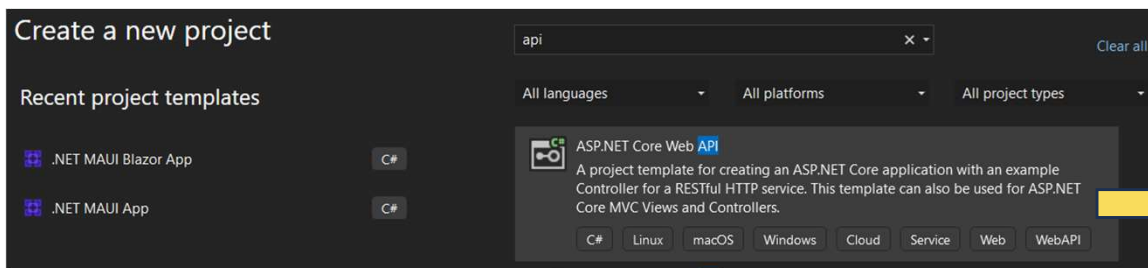 Create a new project
api
Clear all
Recent project templates
All languages
All platforms
All project types
.NET MAUI Blazor App
C#
.NET MAUI App
C#
C#
ASP.NET Core Web API
A project template for creating an ASP.NET Core application with an example
Controller for a RESTful HTTP service. This template can also be used for ASP.NET
Core MVC Views and Controllers.
C# Linux macOS Windows Cloud Service Web WebAPI